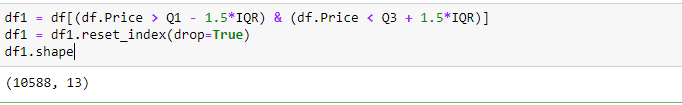 df1 = df[(df.Price > Q1 - 1.5*IQR) & (df.Price < Q3 + 1.5*IQR)]
df1 = df1.reset_index(drop=True)
df1.shape
(10588, 13)